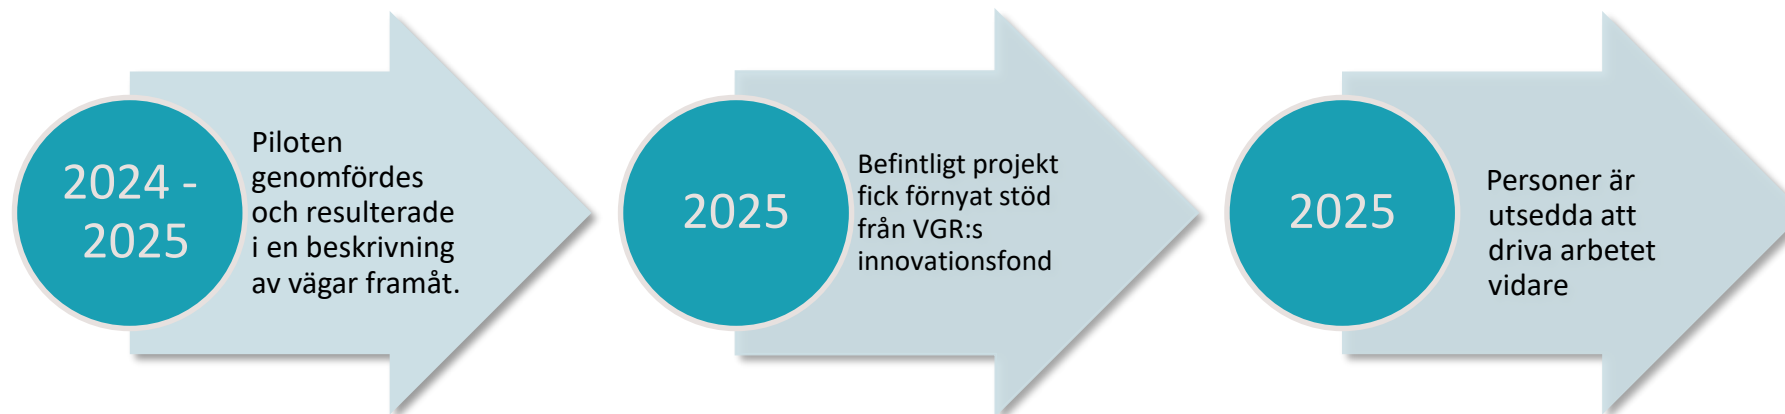 2024 -
2025
Piloten
genomfördes
och resulterade
i en beskrivning
av vägar framåt.
2025
Befintligt projekt
fick förnyat stöd
från VGR:s
innovationsfond
2025
Personer är
utsedda att
driva arbetet
vidare